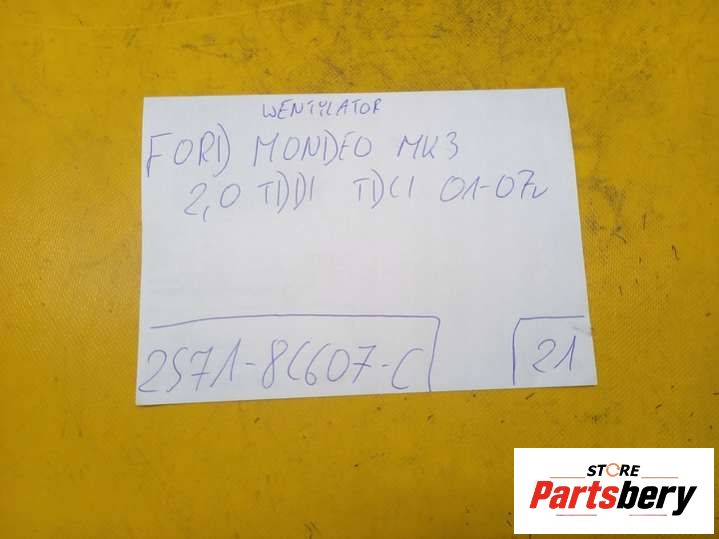 WENTYLATOR
FORD MONDEO MK3
2,0 TDDI TDCI 01-07r
2S71-8C607-C
21
STORE
Partsbery